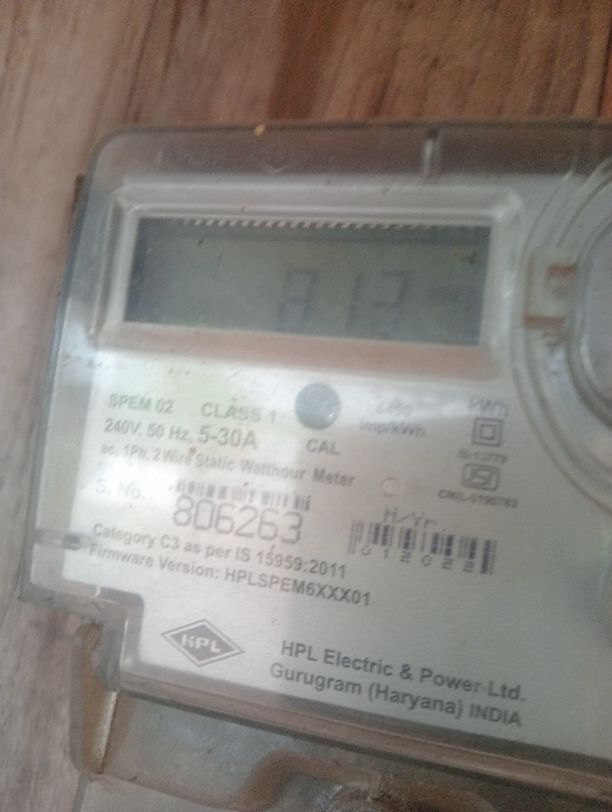 SPEM 02 CLASS 1 imp/kWh kWh
240V, 50 Hz, 5-30A CAL
ac, 1Ph, 2 Wire Static Watthour Meter
S. No.
806263
M/Yr.
Category C3 as per IS 15959:2011
Firmware Version: HPLSPEM6XXX01
HPL
HPL Electric & Power Ltd.
Gurugram (Haryana) INDIA